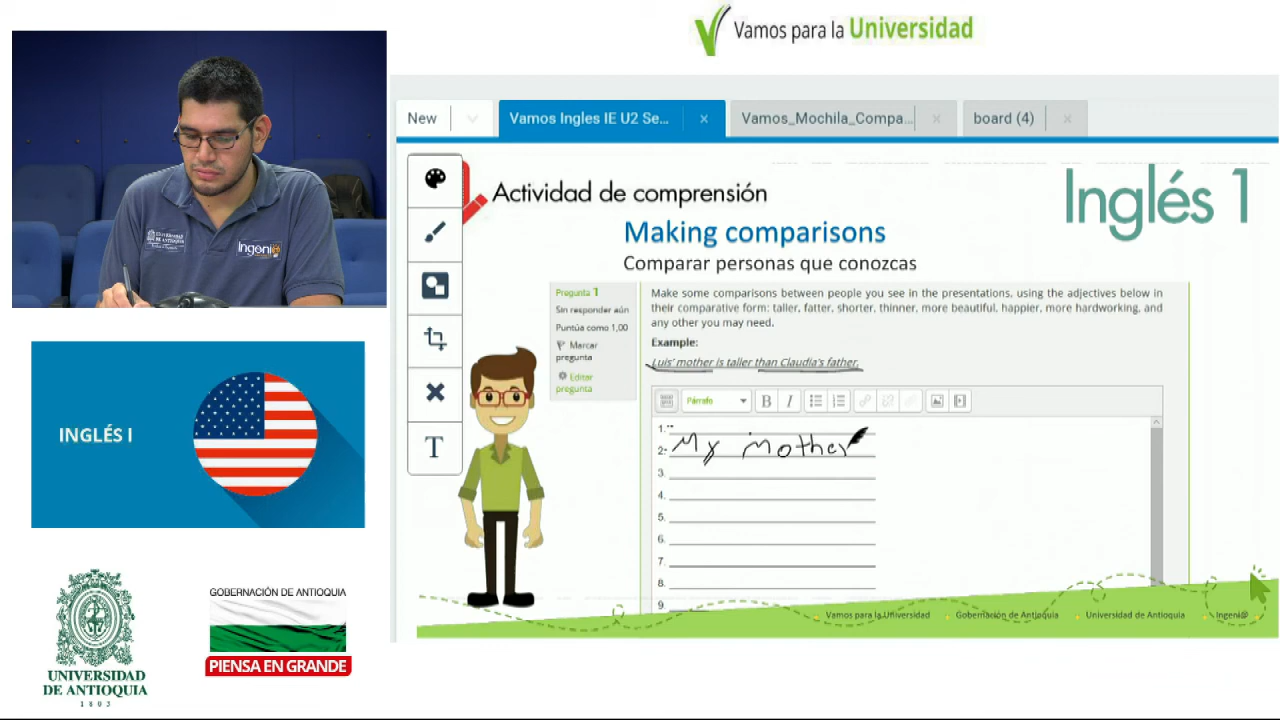 Vamos para la Universidad
New
Vamos Ingles IE U2 Se...
×
Vamos_Mochila_Compa...
×
board (4)
×
Actividad de comprensión
Inglés 1
Making comparisons
Comparar personas que conozcas
Pregunta 1
Sin responder aún
Puntúa como 1,00
Marcar
pregunta
Editar
pregunta
Make some comparisons between people you see in the presentations, using the adjectives below in
their comparative form: taller, fatter, shorter, thinner, more beautiful, happier, more hardworking, and
any other you may need.
Example:
Luis' mother is taller than Claudia's father.
Párrafo
B I
1.
2. My mother
3.
4.
5.
6.
7.
8.
9.
T
Vamos para la Universidad
Gobernación de Antioquia
Universidad de Antioquia
Ingeni@
INGLÉS I
UNIVERSIDAD
DE ANTIOQUIA
1803
GOBERNACIÓN DE ANTIOQUIA
PIENSA EN GRANDE